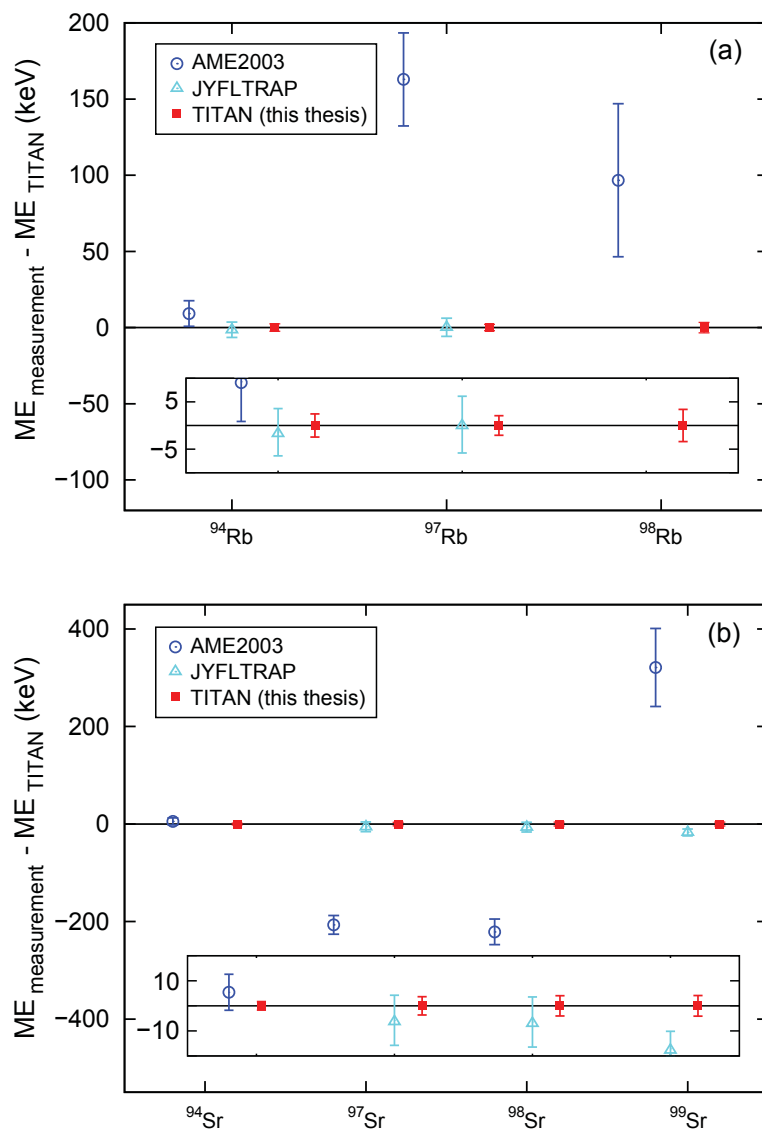 (a)
AME2003
JYFLTRAP
TITAN (this thesis)
ME measurement - ME TITAN (keV)
200
150
100
50
0
−50
−100
5
−5
94Rb 97Rb 98Rb
(b)
AME2003
JYFLTRAP
TITAN (this thesis)
ME measurement - ME TITAN (keV)
400
200
0
−200
−400
10
−10
94Sr 97Sr 98Sr 99Sr